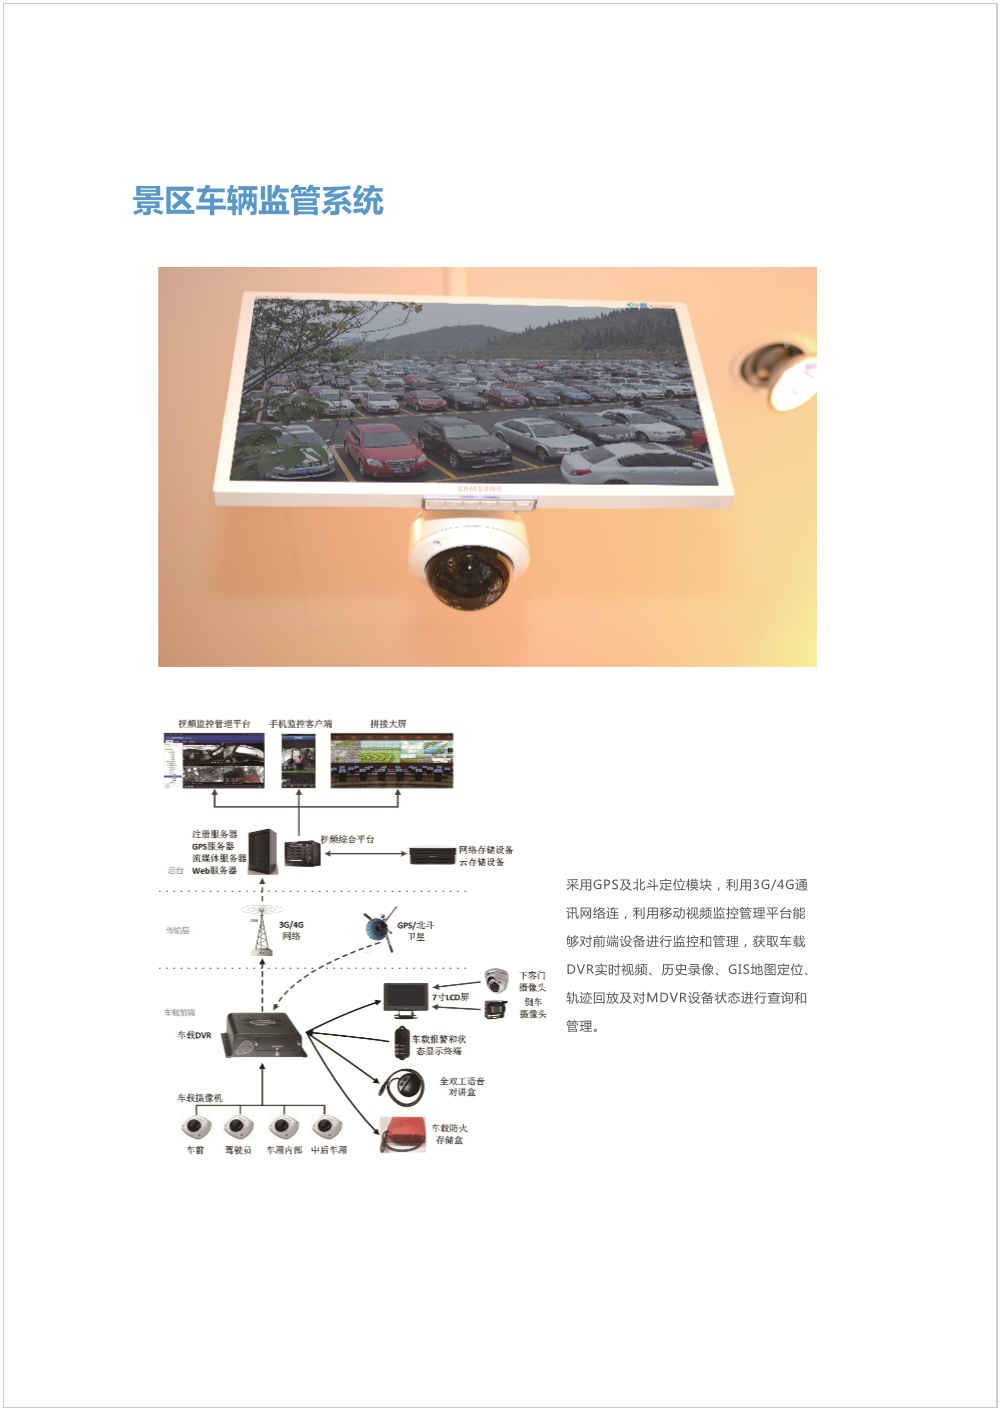 景区车辆监管系统
SAMSUNG
视频监控管理平台
手机监控客户端
拼接大屏
注册服务器
GPS服务器
流媒体服务器
Web服务器
视频综合平台
网络存储设备
云存储设备
后台
传输层
3G/4G
网络
GPS/北斗
卫星
车载前端
车载DVR
7寸LCD屏
下客门
摄像头
倒车
摄像头
车载报警和状
态显示终端
全双工语音
对讲盒
车载防火
存储盒
车载摄像机
车前
驾驶员
车厢内部
中后车厢
采用GPS及北斗定位模块，利用3G/4G通
讯网络连，利用移动视频监控管理平台能
够对前端设备进行监控和管理，获取车载
DVR实时视频、历史录像、GIS地图定位、
轨迹回放及对MDVR设备状态进行查询和
管理。